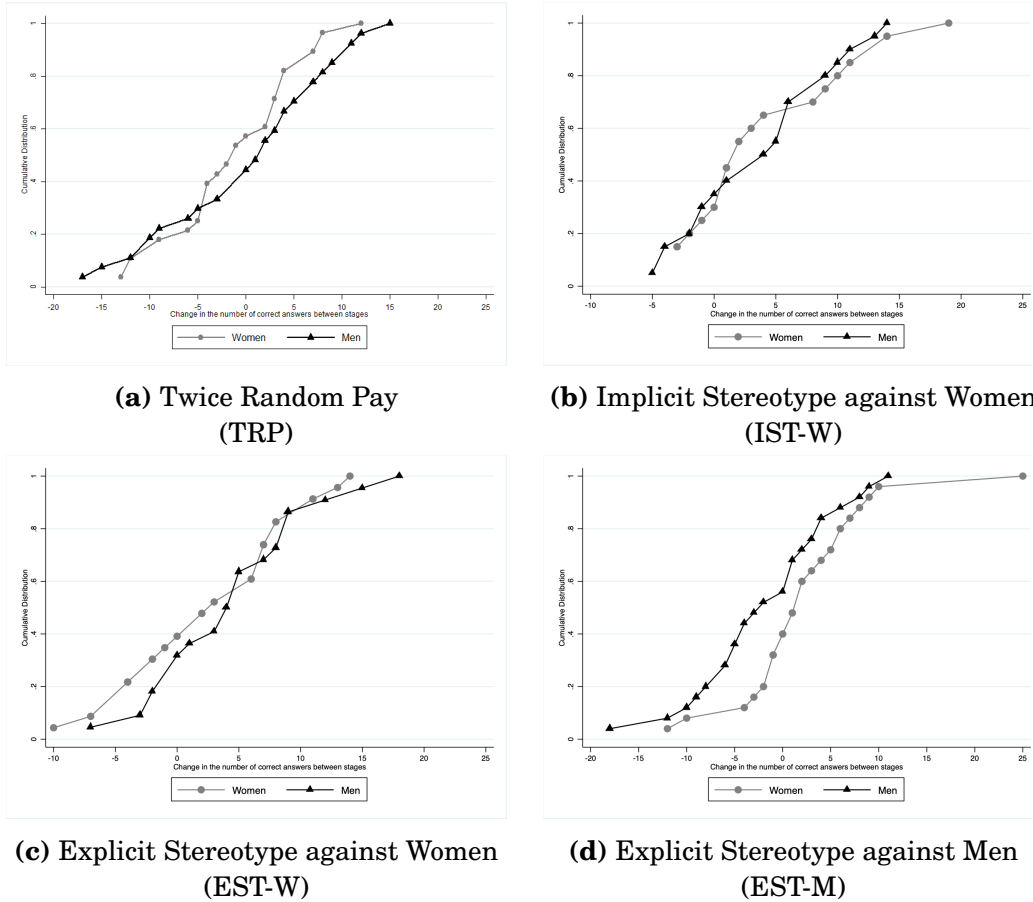 1
.8
.6
.4
.2
0
Cumulative Distribution
-20 -15 -10 -5 0 5 10 15 20 25
Change in the number of correct answers between stages
Women Men
(a) Twice Random Pay
(TRP)
1
.8
.6
.4
.2
0
Cumulative Distribution
-10 -5 0 5 10 15 20 25
Change in the number of correct answers between stages
Women Men
(b) Implicit Stereotype against Women
(IST-W)
1
.8
.6
.4
.2
0
Cumulative Distribution
-10 -5 0 5 10 15 20 25
Change in the number of correct answers between stages
Women Men
(c) Explicit Stereotype against Women
(EST-W)
1
.8
.6
.4
.2
0
Cumulative Distribution
-20 -15 -10 -5 0 5 10 15 20 25
Change in the number of correct answers between stages
Women Men
(d) Explicit Stereotype against Men
(EST-M)